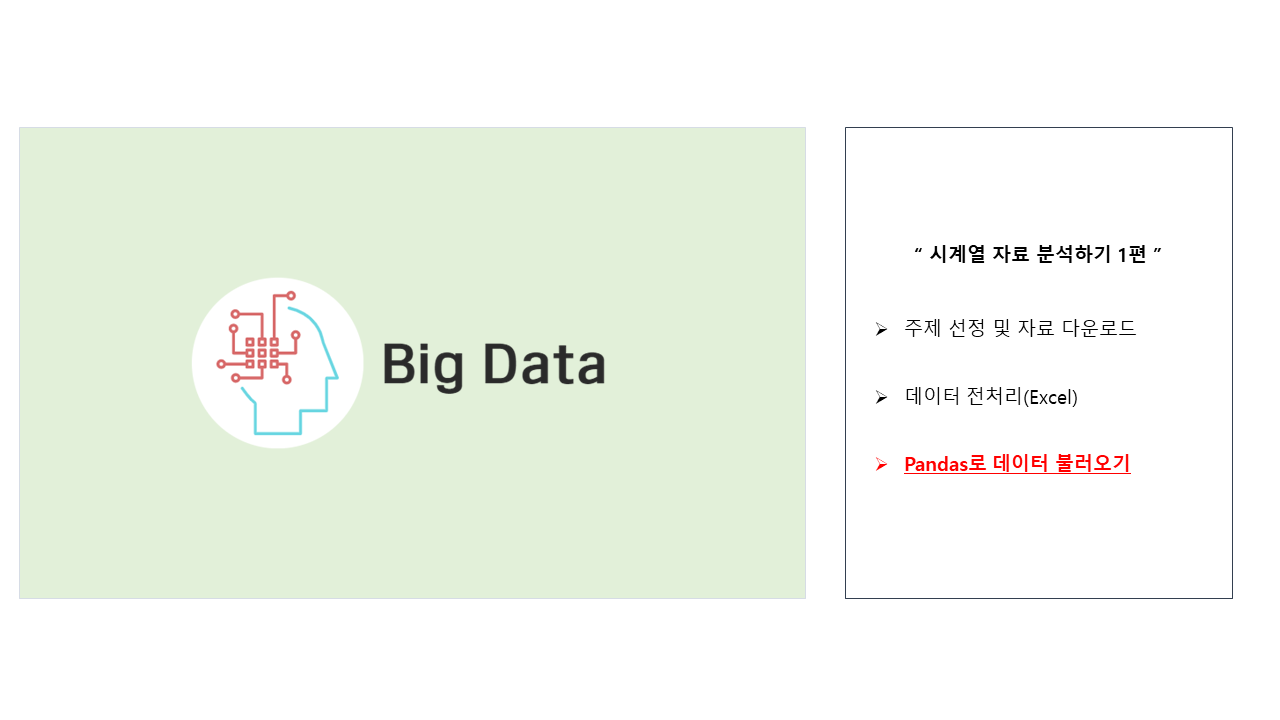 Big Data
“ 시계열 자료 분석하기 1편 ”
➢ 주제 선정 및 자료 다운로드
➢ 데이터 전처리(Excel)
➢ Pandas로 데이터 불러오기